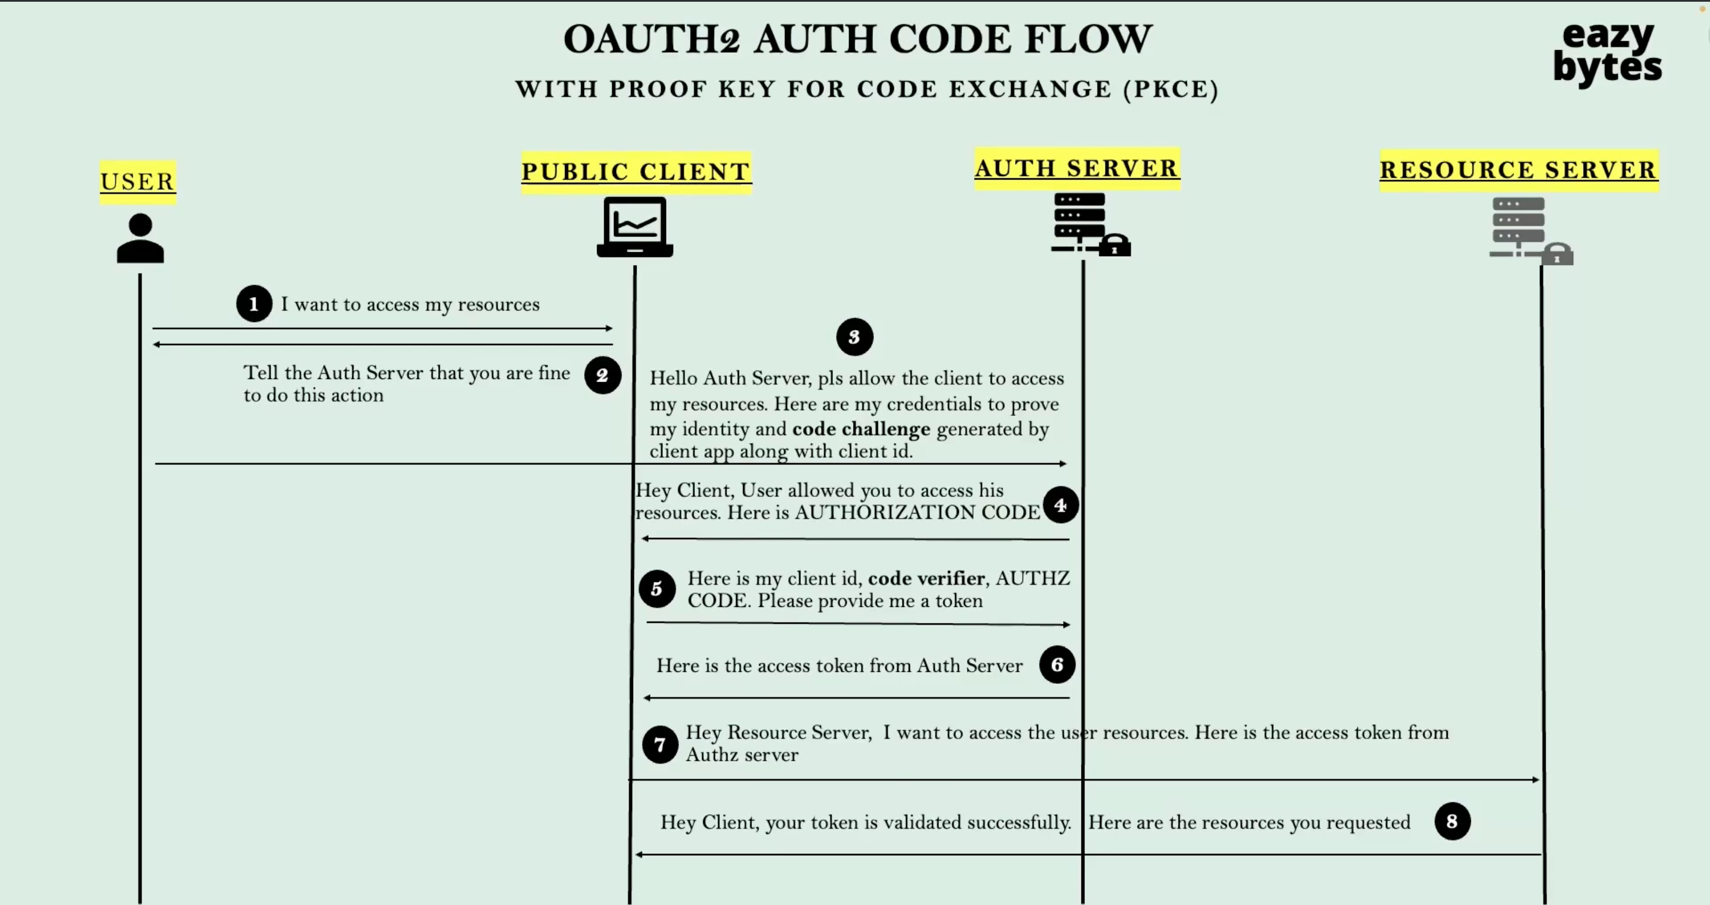 OAUTH2 AUTH CODE FLOW
WITH PROOF KEY FOR CODE EXCHANGE (PKCE)
eazy
bytes
USER
PUBLIC CLIENT
AUTH SERVER
RESOURCE SERVER
1 I want to access my resources
Tell the Auth Server that you are fine
to do this action
2
3
Hello Auth Server, pls allow the client to access
my resources. Here are my credentials to prove
my identity and code challenge generated by
client app along with client id.
Hey Client, User allowed you to access his
resources. Here is AUTHORIZATION CODE
4
5
Here is my client id, code verifier, AUTHZ
CODE. Please provide me a token
Here is the access token from Auth Server 6
7
Hey Resource Server, I want to access the user resources. Here is the access token from
Authz server
Hey Client, your token is validated successfully. Here are the resources you requested 8